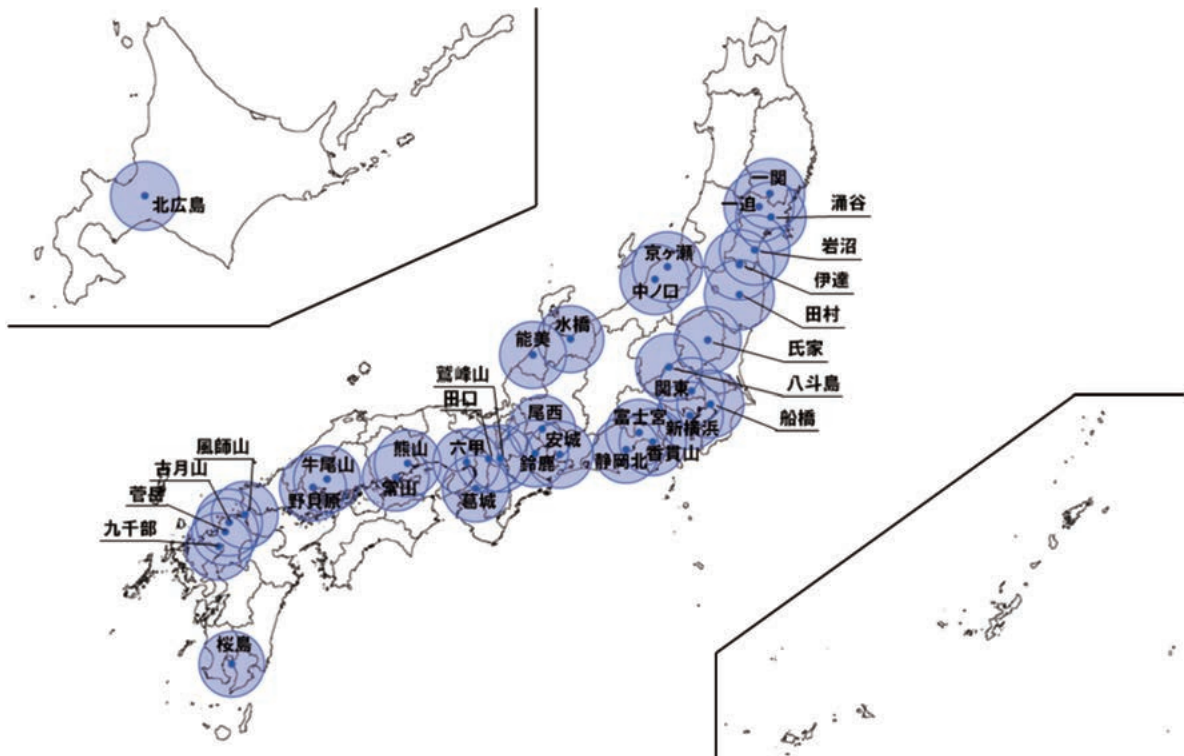 北広島
一関
一迫
涌谷
岩沼
京ヶ瀬
伊達
中ノ口
田村
水橋
能美
氏家
鷲峰山
八斗島
田口
関東
尾西
富士宮
船橋
新横浜
風師山
熊山
六甲
安城
古月山
牛尾山
鈴鹿
静岡北
香貫山
菅岳
常山
野貝原
葛城
九千部
桜島